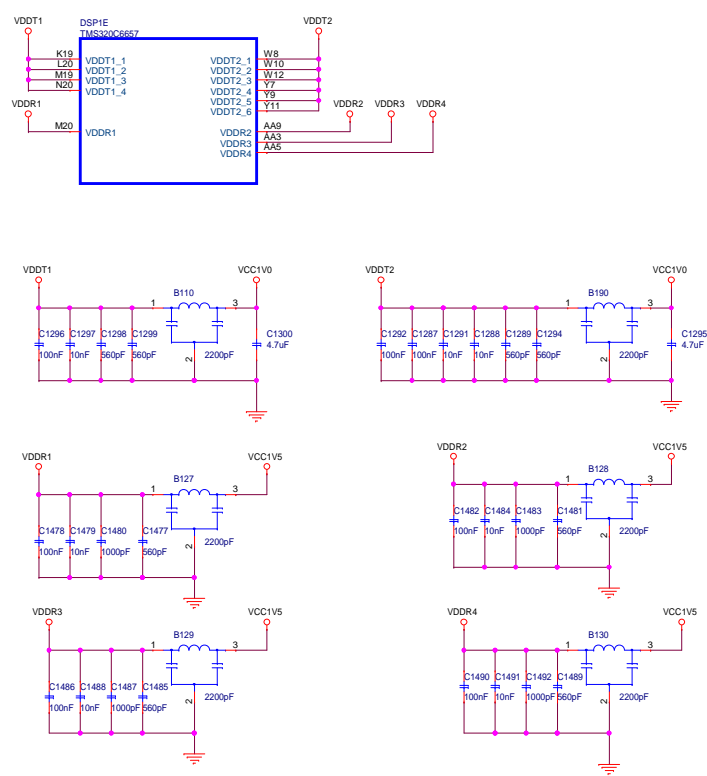 VDDT1
DSP1E
TMS320C6657
VDDT2
K19
VDDT1_1
L20
VDDT1_2
M19
VDDT1_3
N20
VDDT1_4
VDDR1
M20
VDDR1
W8
VDDT2_1
W10
VDDT2_2
W12
VDDT2_3
Y7
VDDT2_4
Y9
VDDT2_5
Y11
VDDT2_6
VDDR2 VDDR3 VDDR4
AA9
VDDR2
AA3
VDDR3
AA5
VDDR4
VDDT1
B110
VCC1V0
1 3
C1296 C1297 C1298 C1299
100nF 10nF 560pF 560pF
2
2200pF
C1300
4.7uF
VDDT2
B190
VCC1V0
1 3
C1292 C1287 C1291 C1288 C1289 C1294
100nF 100nF 10nF 10nF 560pF 560pF
2
2200pF
C1295
4.7uF
VDDR1
B127
VCC1V5
1 3
C1478 C1479 C1480 C1477
100nF 10nF 1000pF 560pF
2
2200pF
VDDR2
B128
VCC1V5
1 3
C1482 C1484 C1483 C1481
100nF 10nF 1000pF 560pF
2
2200pF
VDDR3
B129
VCC1V5
1 3
C1486 C1488 C1487 C1485
100nF 10nF 1000pF 560pF
2
2200pF
VDDR4
B130
VCC1V5
1 3
C1490 C1491 C1492 C1489
100nF 10nF 1000pF 560pF
2
2200pF